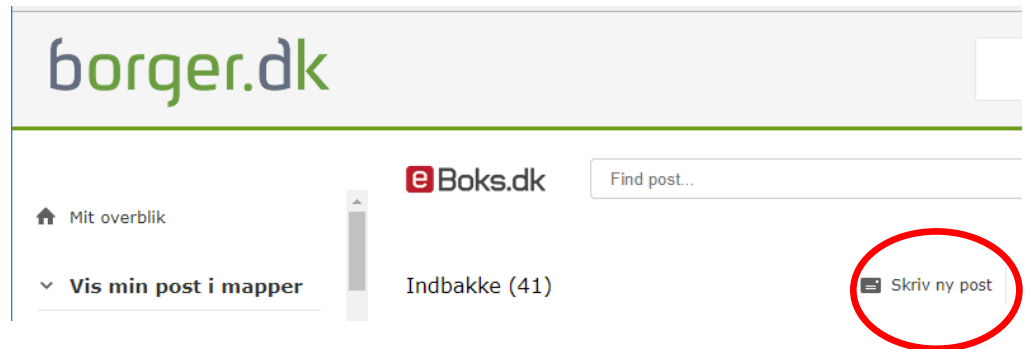 borger.dk
eBoks.dk
Find post...
Mit overblik
Vis min post i mapper
Indbakke (41)
Skriv ny post